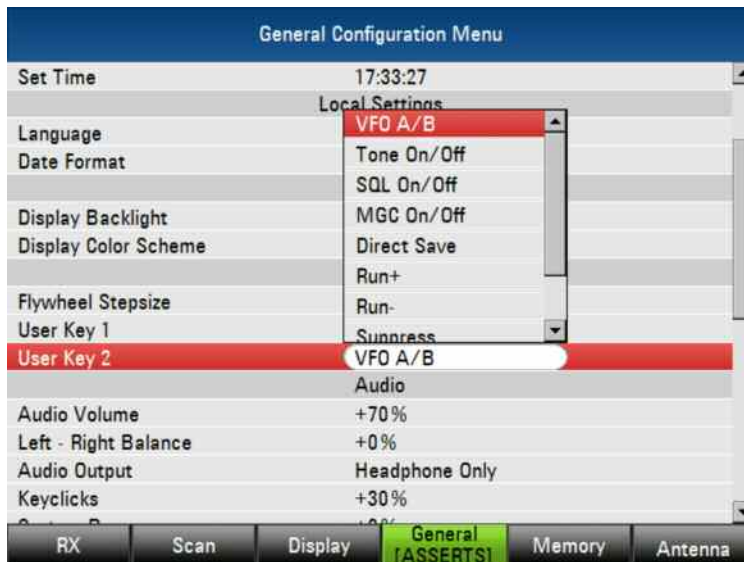 General Configuration Menu
Set Time 17:33:27
Local Settings
Language
Date Format
Display Backlight
Display Color Scheme
Flywheel Stepsize
User Key 1
VFO A/B
Tone On/Off
SQL On/Off
MGC On/Off
Direct Save
Run+
Run-
Suppress
User Key 2 VFO A/B
Audio
Audio Volume +70%
Left - Right Balance +0%
Audio Output Headphone Only
Keyclicks +30%
RX Scan Display General [ASSERTS] Memory Antenna